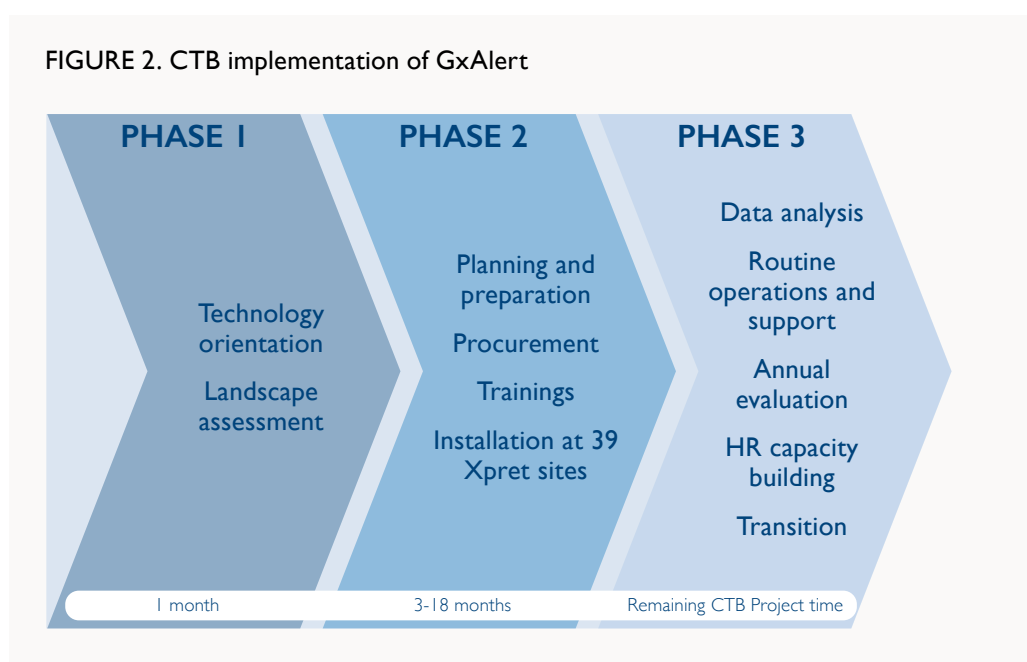 FIGURE 2. CTB implementation of GxAlert
PHASE 1
Technology
orientation
Landscape
assessment
1 month
PHASE 2
Planning and
preparation
Procurement
Trainings
Installation at 39
Xpret sites
3-18 months
PHASE 3
Data analysis
Routine
operations and
support
Annual
evaluation
HR capacity
building
Transition
Remaining CTB Project time